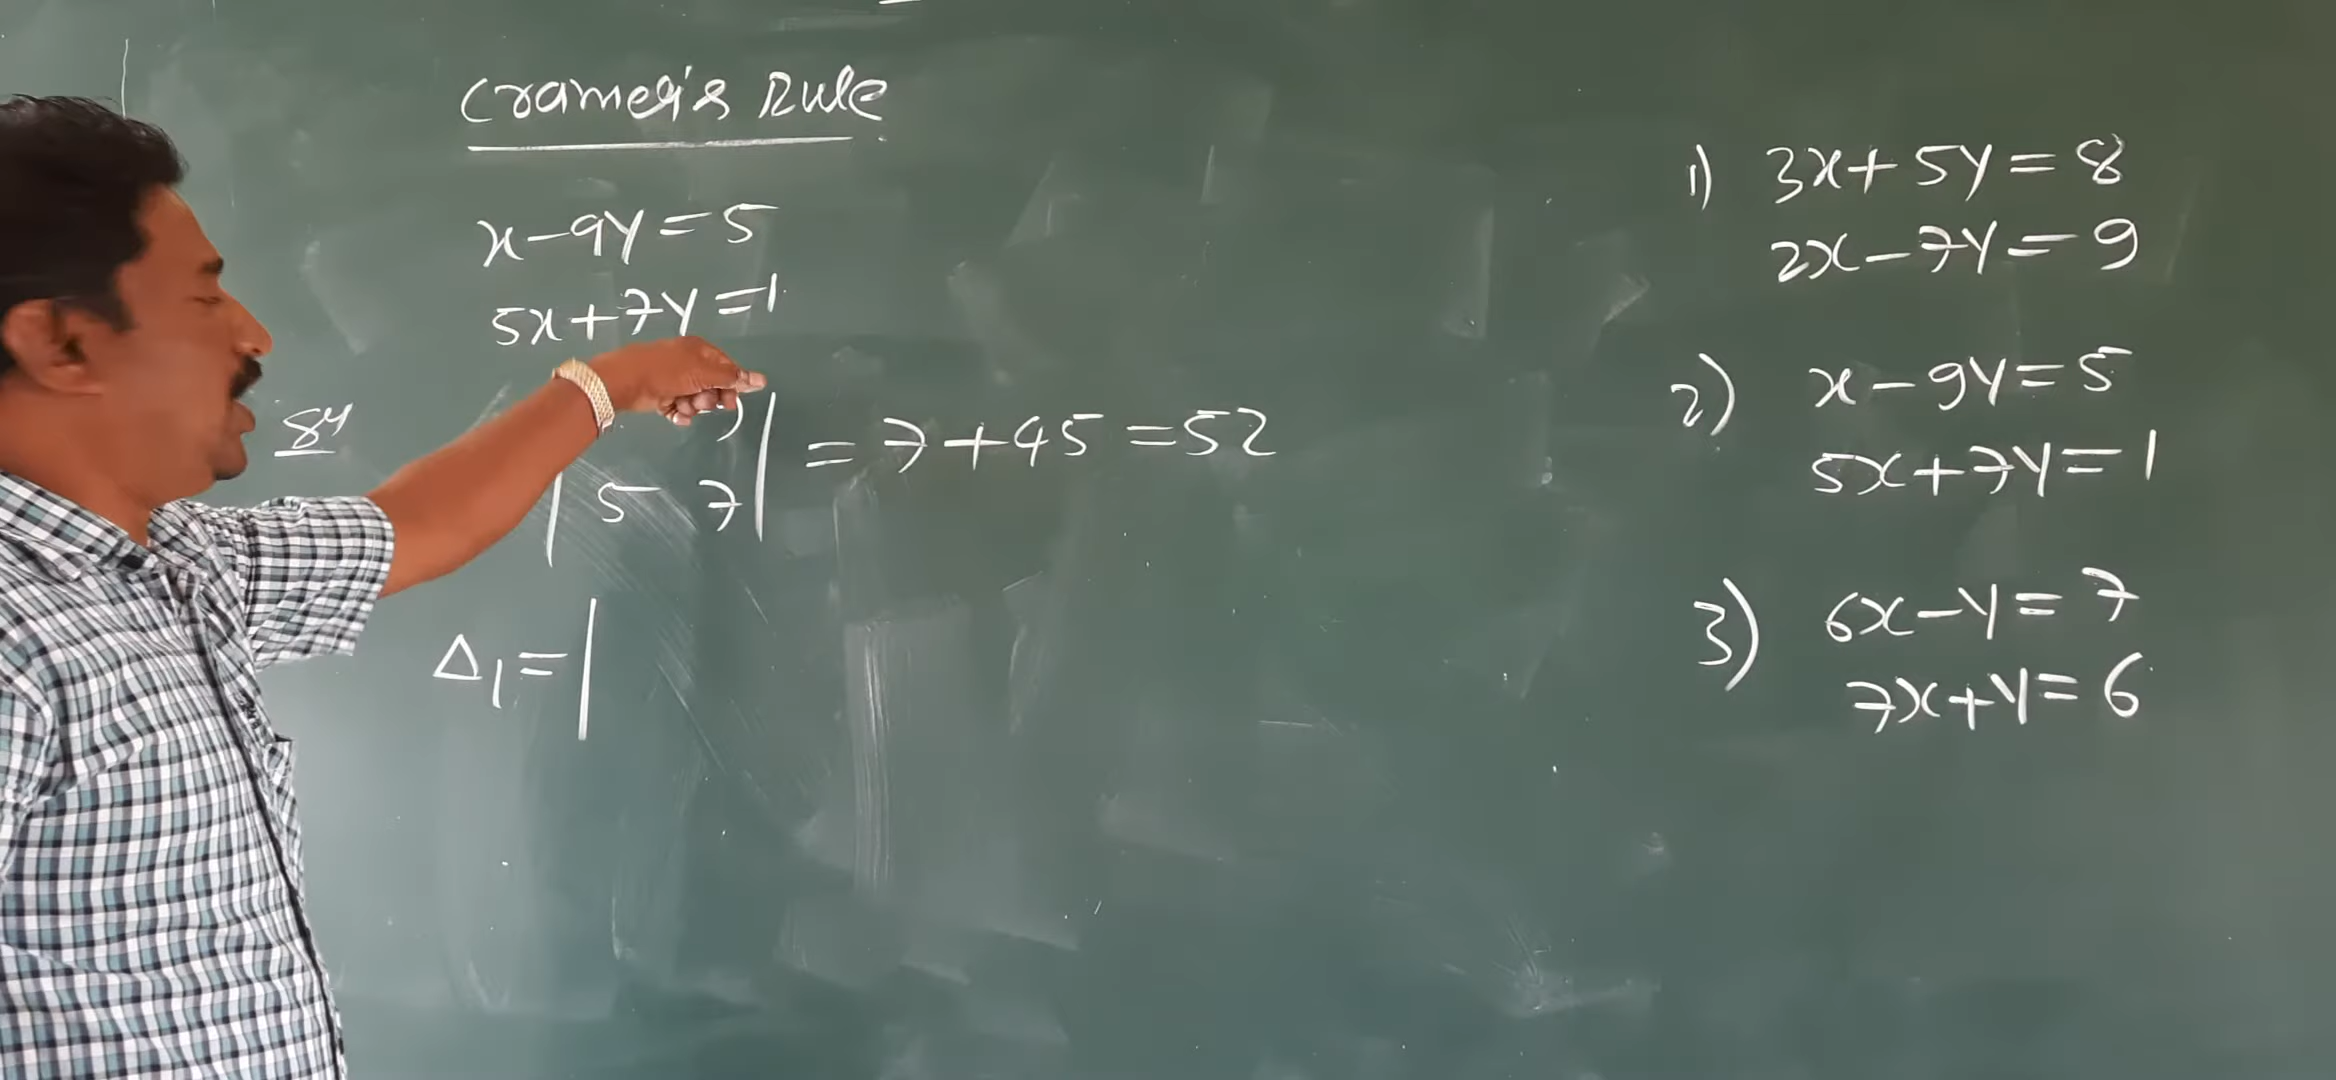 Cramer's Rule
x-9y=5
5x+7y=1
= 7+45=52
5 7
Δ1=|
1) 3x+5y=8
2x-7y=9
2) x-9y=5
5x+7y=1
3) 6x-y=7
7x+y=6